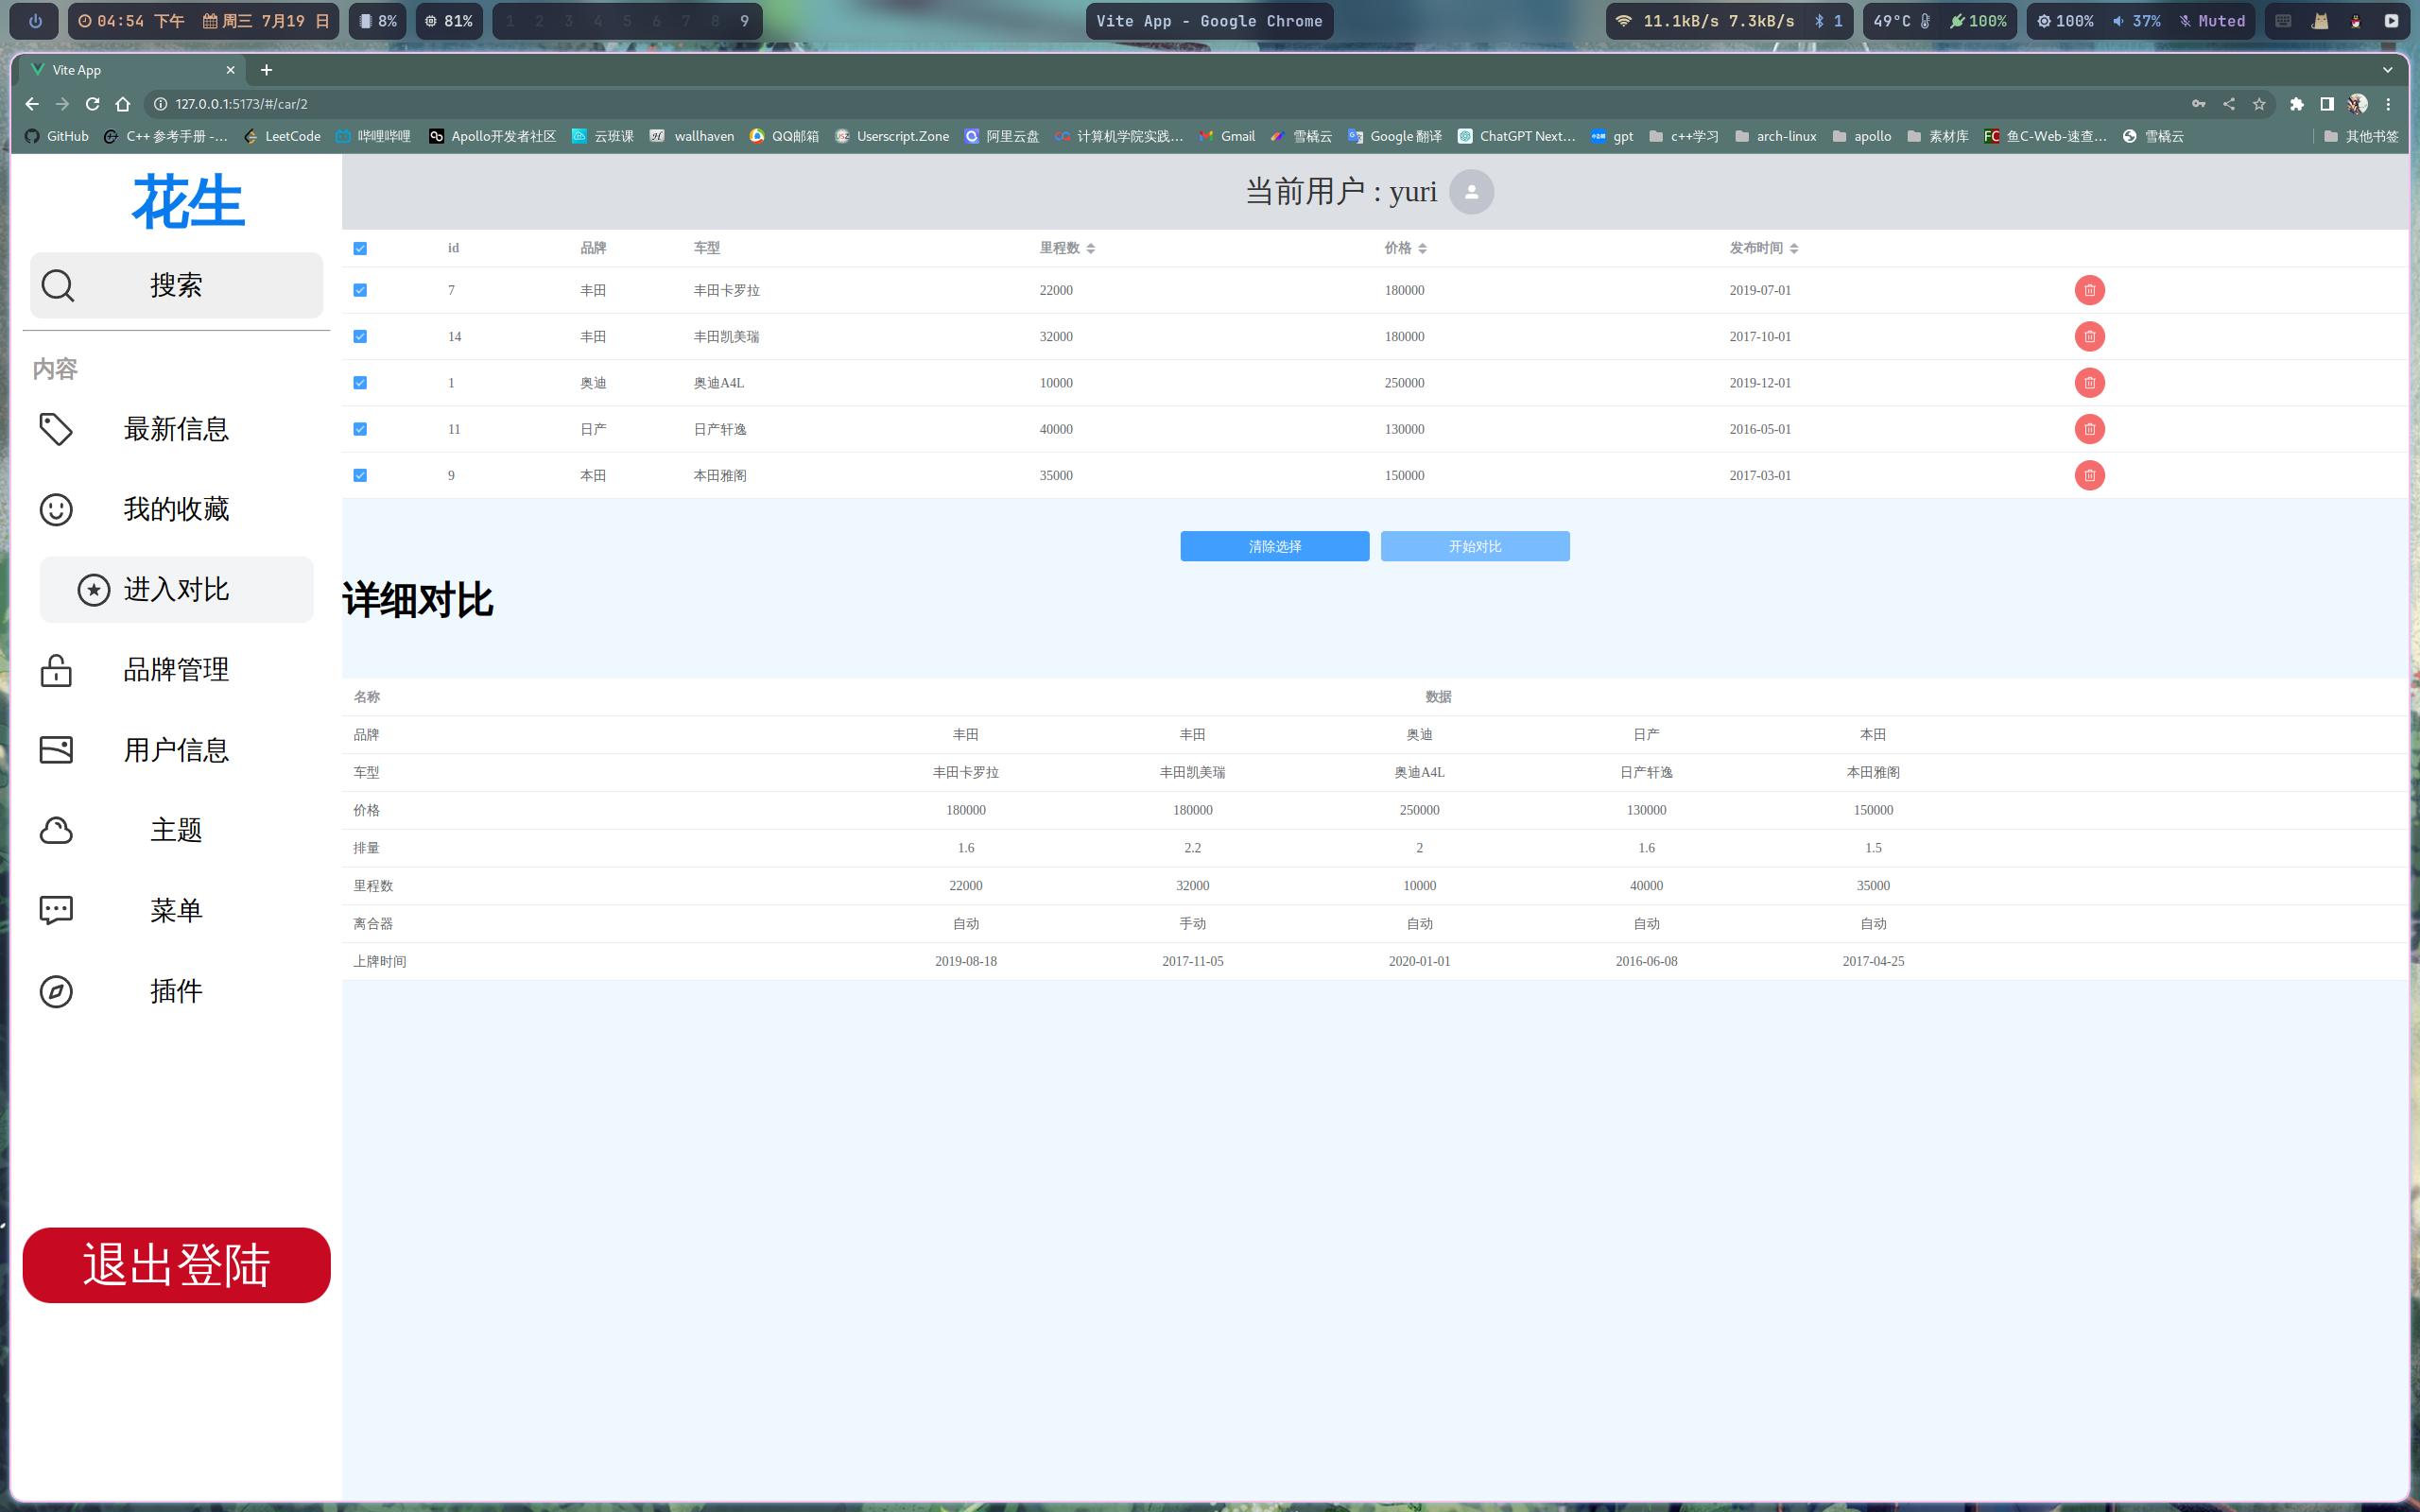 04:54 下午 周三 7月19 日 8% 81% 1 2 3 4 5 6 7 8 9 Vite App - Google Chrome 11.1kB/s 7.3kB/s 1 49°C 100% 100% 37% Muted
Vite App
127.0.0.1:5173/#/car/2
GitHub C++ 参考手册 -... LeetCode 哔哩哔哩 Apollo开发者社区 云班课 wallhaven QQ邮箱 Userscript.Zone 阿里云盘 计算机学院实践... Gmail 雪橇云 Google 翻译 ChatGPT Next... gpt c++学习 arch-linux apollo 素材库 鱼C-Web-速查... 雪橇云 其他书签
花生
搜索
内容
最新信息
我的收藏
进入对比
品牌管理
用户信息
主题
菜单
插件
退出登陆
当前用户 : yuri
id 品牌 车型 里程数 价格 发布时间
7 丰田 丰田卡罗拉 22000 180000 2019-07-01
14 丰田 丰田凯美瑞 32000 180000 2017-10-01
1 奥迪 奥迪A4L 10000 250000 2019-12-01
11 日产 日产轩逸 40000 130000 2016-05-01
9 本田 本田雅阁 35000 150000 2017-03-01
清除选择 开始对比
详细对比
名称 数据
品牌 丰田 丰田 奥迪 日产 本田
车型 丰田卡罗拉 丰田凯美瑞 奥迪A4L 日产轩逸 本田雅阁
价格 180000 180000 250000 130000 150000
排量 1.6 2.2 2 1.6 1.5
里程数 22000 32000 10000 40000 35000
离合器 自动 手动 自动 自动 自动
上牌时间 2019-08-18 2017-11-05 2020-01-01 2016-06-08 2017-04-25